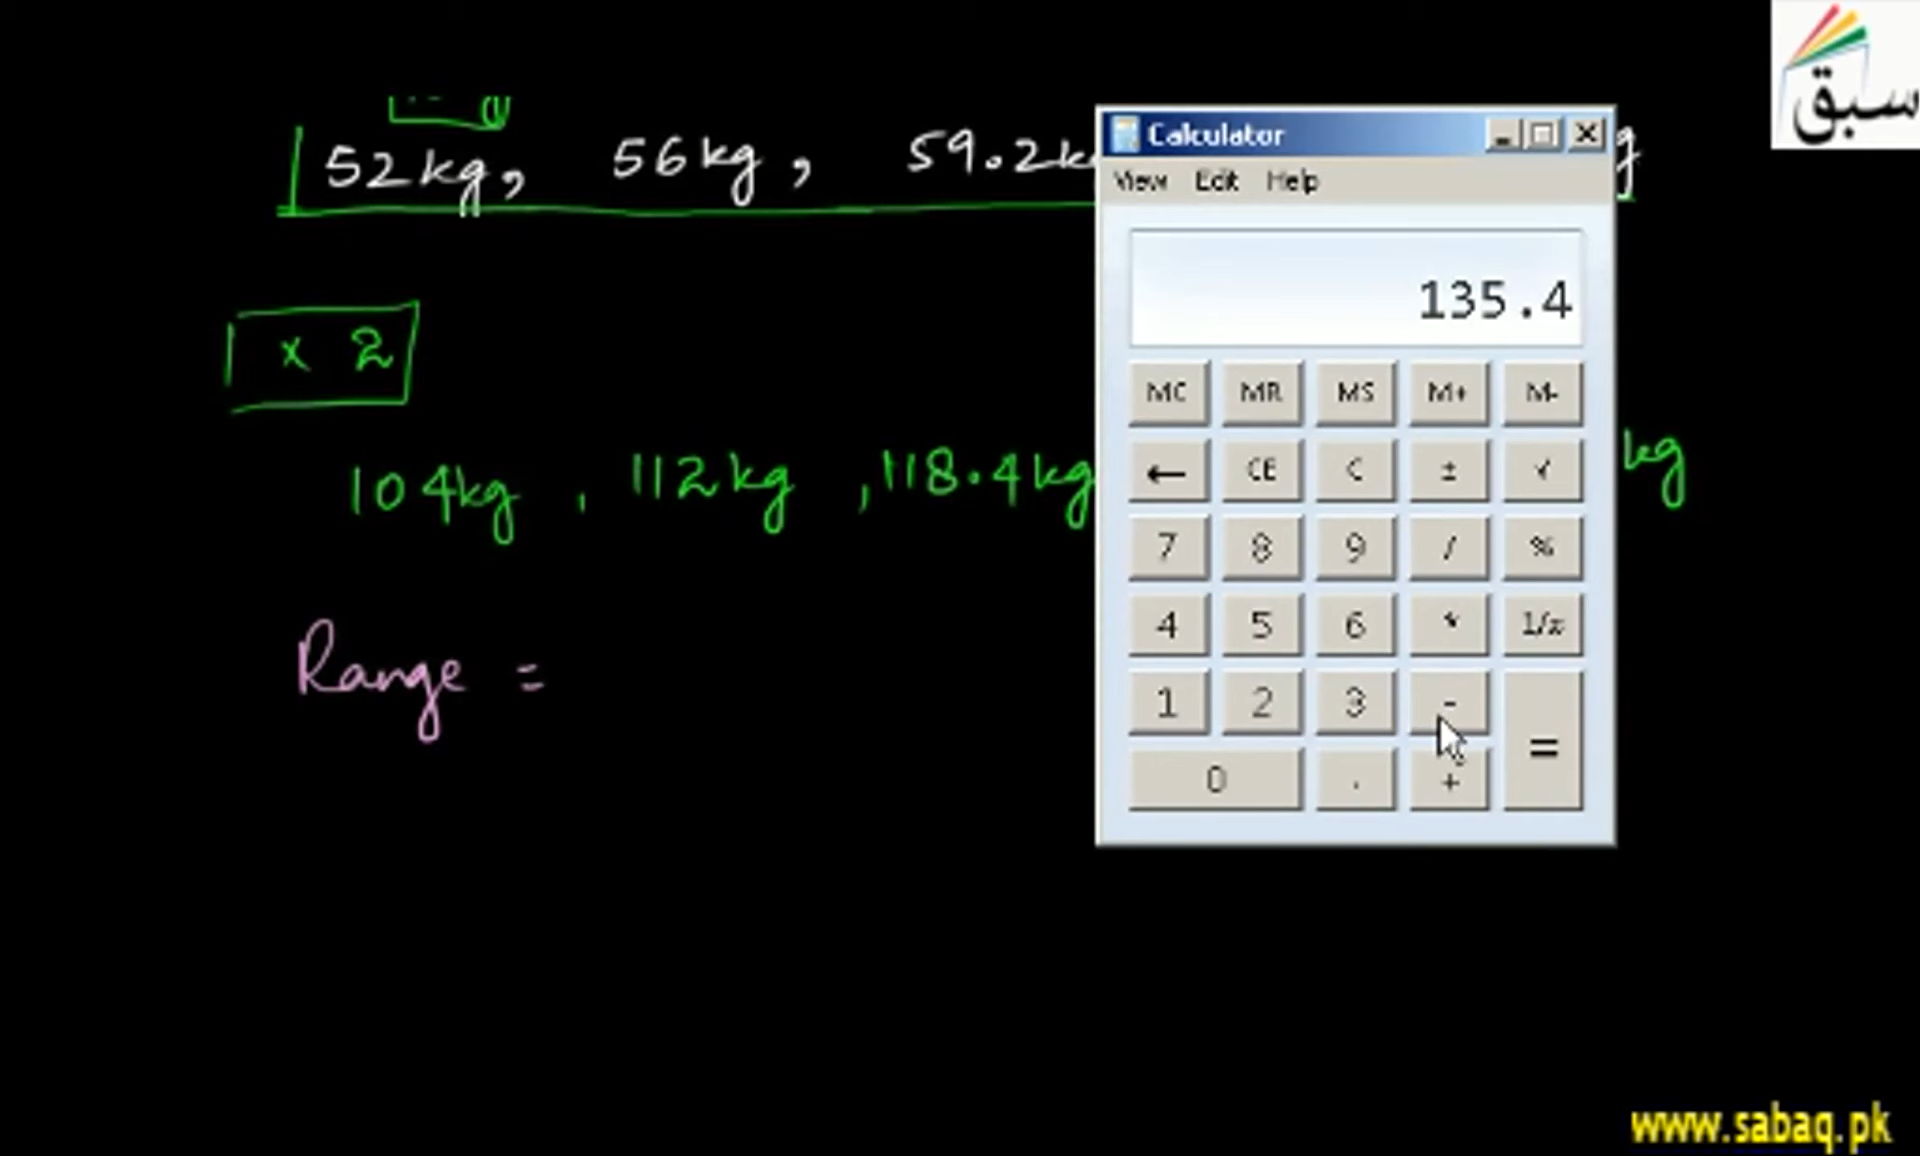 سبق
52kg, 56kg, 59.2k
g
x 2
104kg, 112kg, 118.4kg
kg
Range =
Calculator
View Edit Help
135.4
MC MR MS M+ M-
← CE C ± √
7 8 9 / %
4 5 6 * 1/x
1 2 3 - =
0 . +
www.sabaq.pk